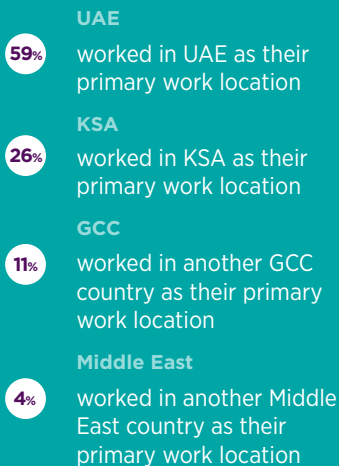 UAE
59%
worked in UAE as their
primary work location
KSA
26%
worked in KSA as their
primary work location
GCC
11%
worked in another GCC
country as their primary
work location
Middle East
4%
worked in another Middle
East country as their
primary work location